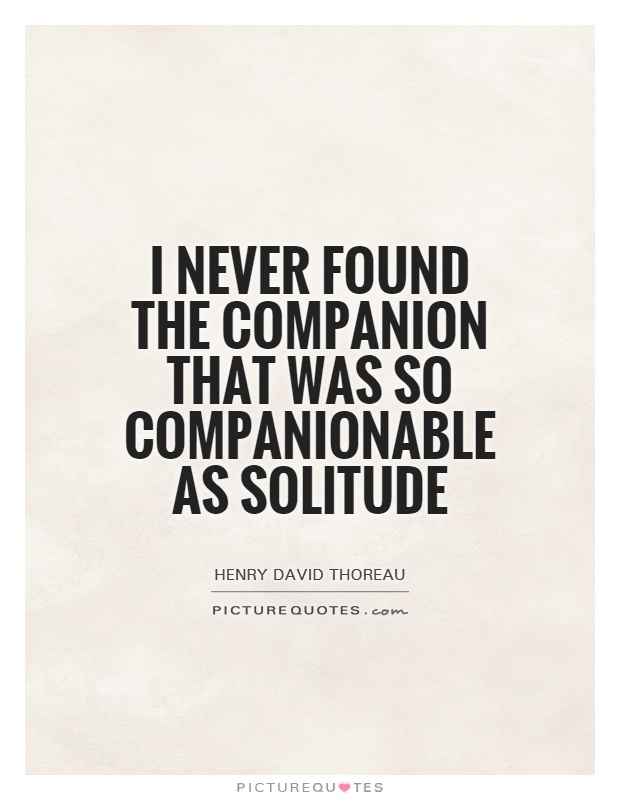 I NEVER FOUND
THE COMPANION
THAT WAS SO
COMPANIONABLE
AS SOLITUDE
HENRY DAVID THOREAU
PICTUREQUOTES.com
PICTUREQUOTES